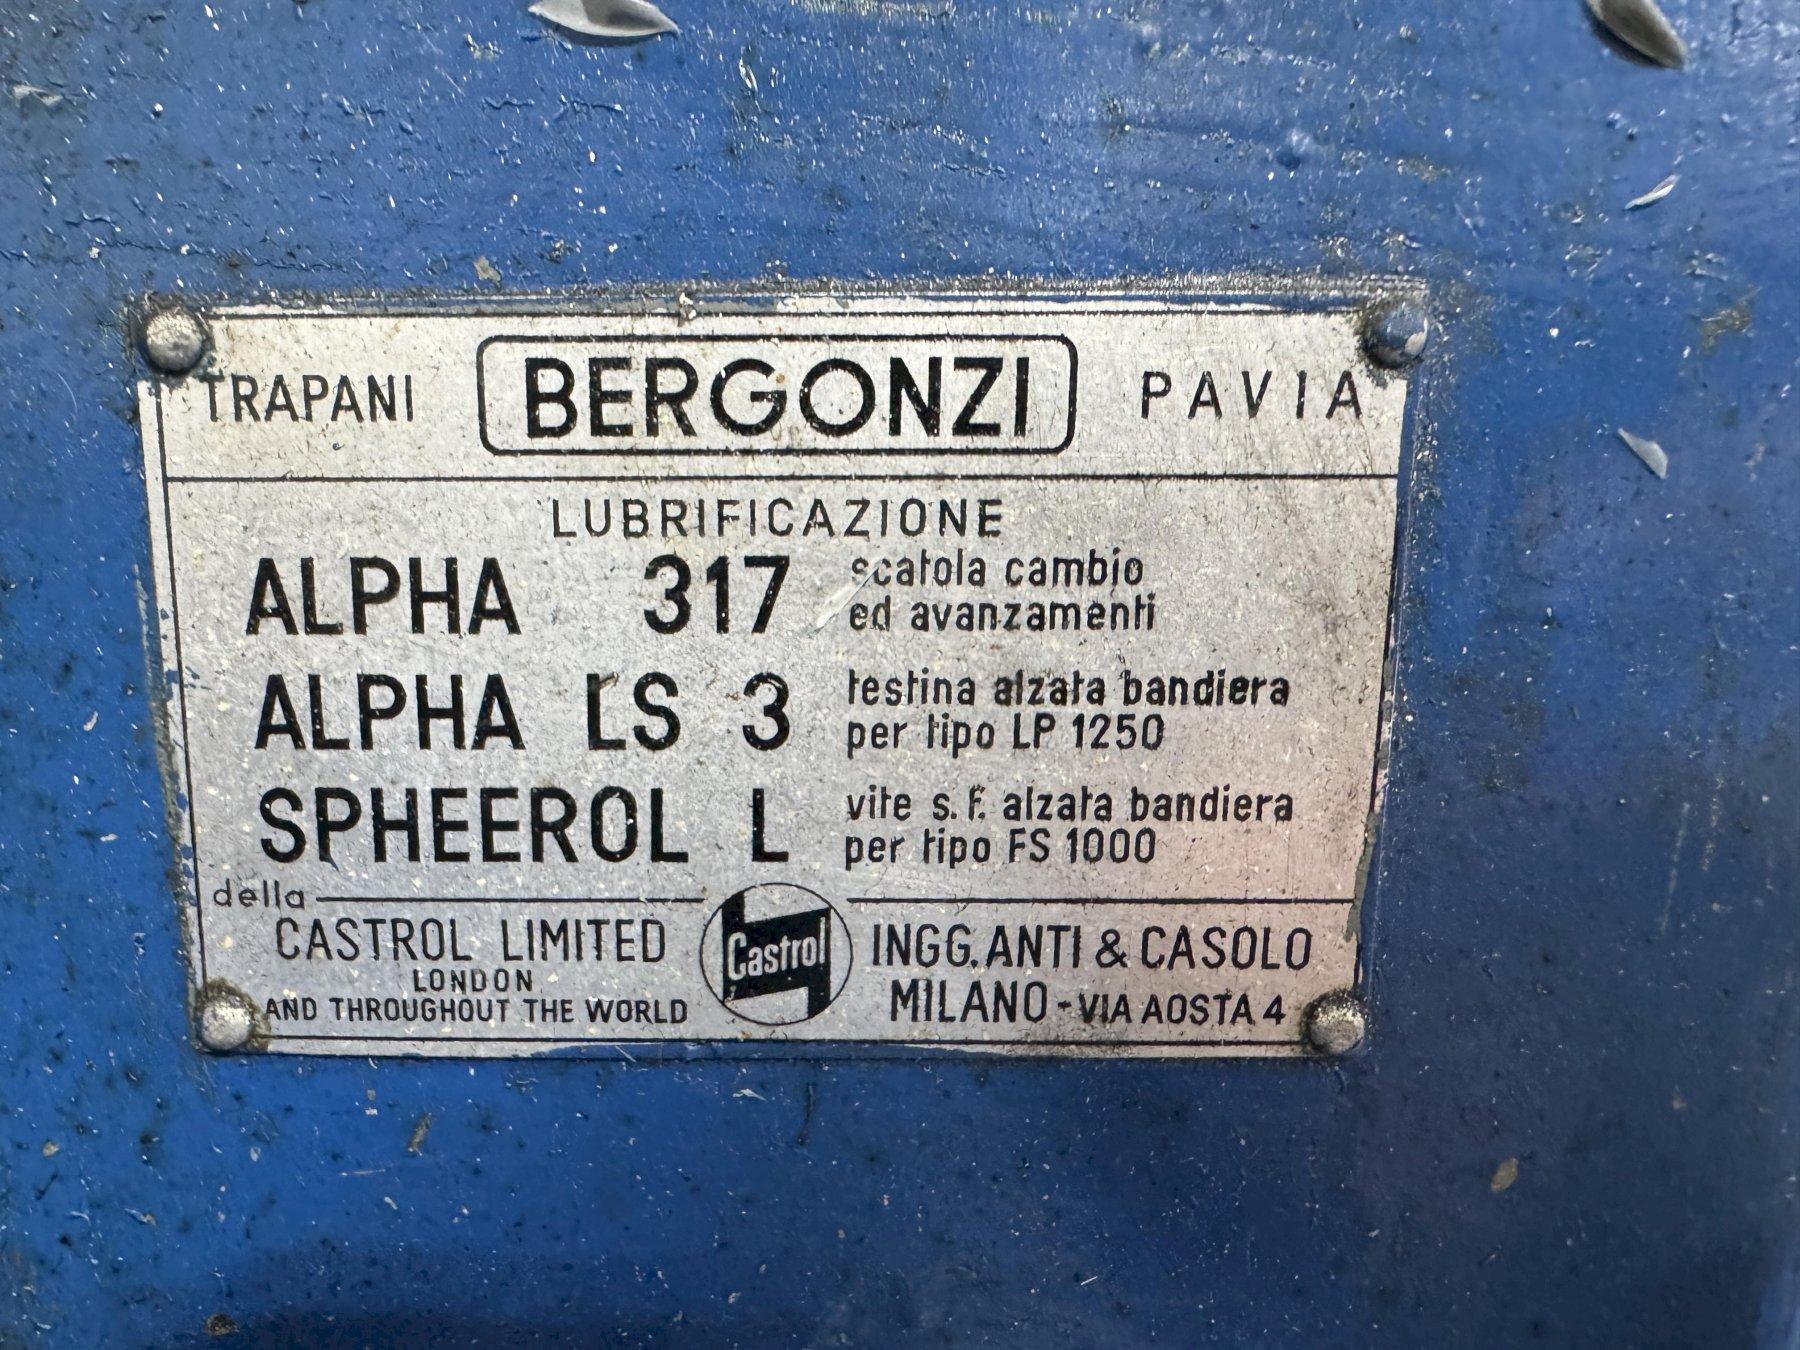 TRAPANI BERGONZI PAVIA
LUBRIFICAZIONE
ALPHA 317 scatola cambio
ed avanzamenti
ALPHA LS 3 testina alzata bandiera
per tipo LP 1250
SPHEEROL L vite s.f. alzata bandiera
per tipo FS 1000
della
CASTROL LIMITED
LONDON
AND THROUGHOUT THE WORLD
Castrol
INGG. ANTI & CASOLO
MILANO - VIA AOSTA 4